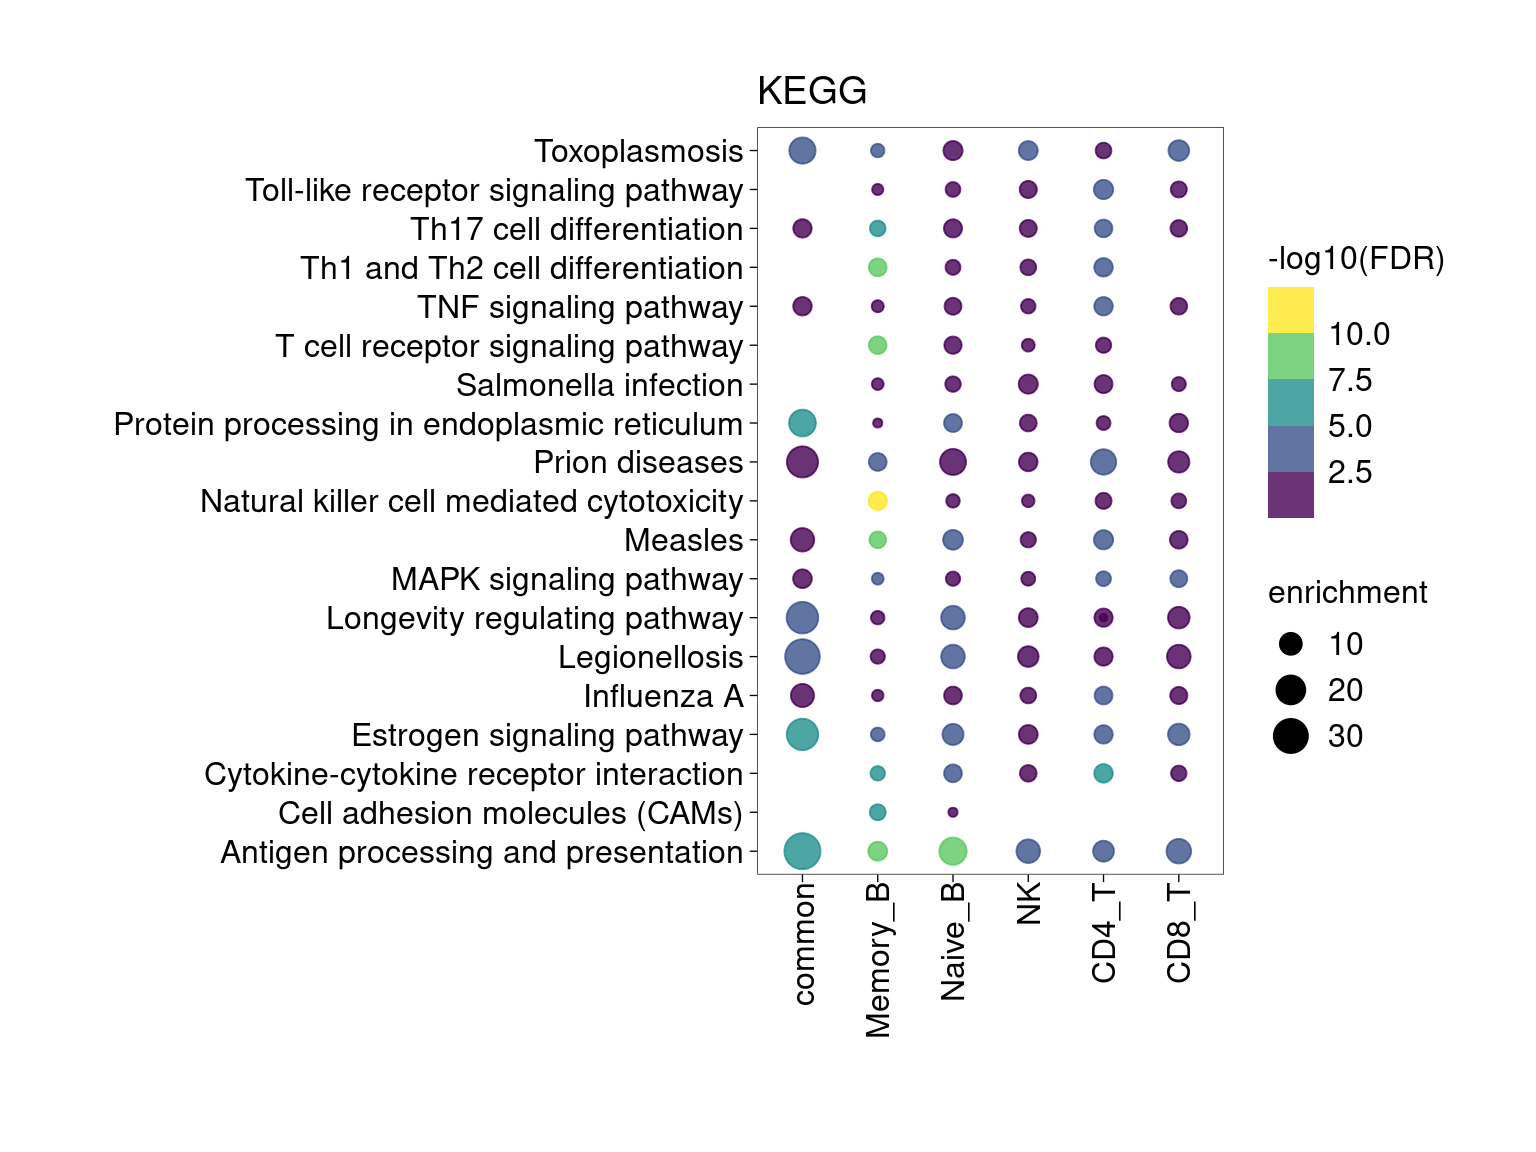 KEGG
Toxoplasmosis
Toll-like receptor signaling pathway
Th17 cell differentiation
Th1 and Th2 cell differentiation
TNF signaling pathway
T cell receptor signaling pathway
Salmonella infection
Protein processing in endoplasmic reticulum
Prion diseases
Natural killer cell mediated cytotoxicity
Measles
MAPK signaling pathway
Longevity regulating pathway
Legionellosis
Influenza A
Estrogen signaling pathway
Cytokine-cytokine receptor interaction
Cell adhesion molecules (CAMs)
Antigen processing and presentation
common
Memory_B
Naive_B
NK
CD4_T
CD8_T
-log10(FDR)
10.0
7.5
5.0
2.5
enrichment
10
20
30